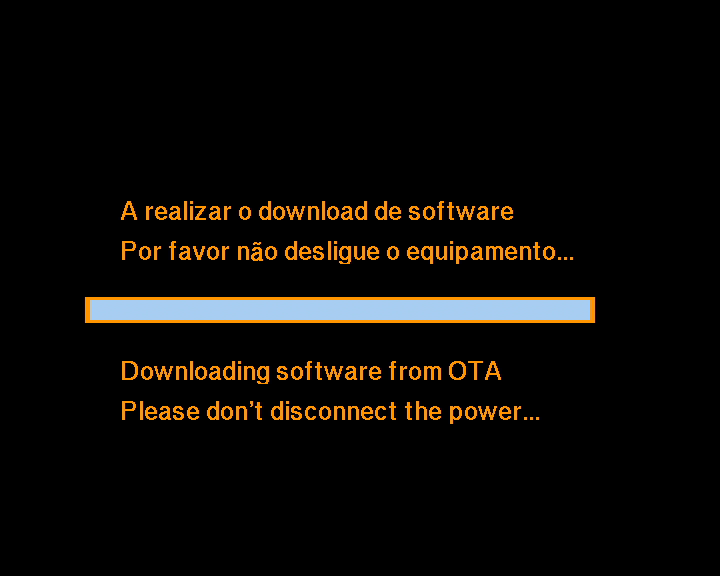 A realizar o download de software
Por favor não desligue o equipamento...
Downloading software from OTA
Please don't disconnect the power...